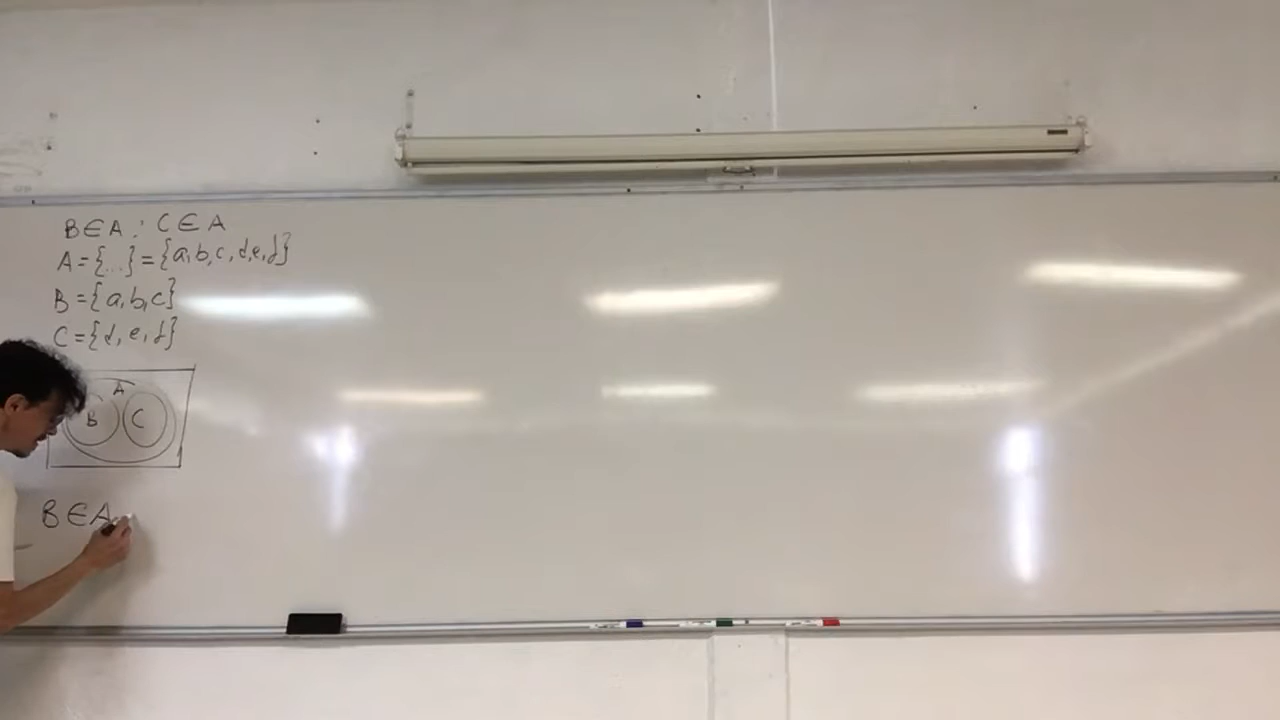 B∈A ; C∈A
A={...}={a,b,c,d,e,f}
B={a,b,c}
C={d,e,f}
A
B C
B∈A